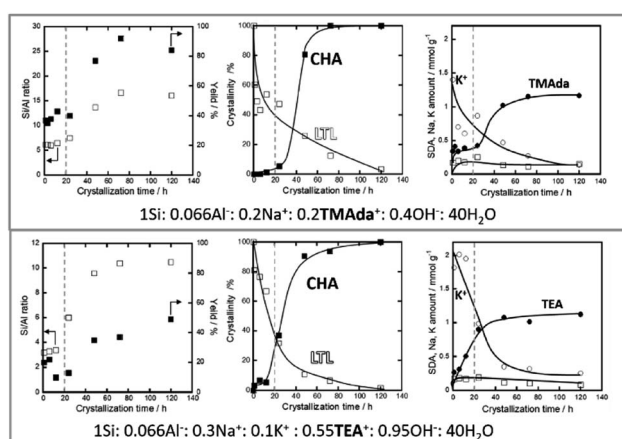 Si/Al ratio
30
25
20
15
10
5
0
100
80
60
40
20
0
Yeild / %
0 20 40 60 80 100 120 140
Crystallization time / h
Crystallinity /%
100
80
60
40
20
0
CHA
LTL
0 20 40 60 80 100 120 140
Crystallization time / h
SDA, Na, K amount / mmol g⁻¹
2
1.5
1
0.5
0
K⁺
TMAda
0 20 40 60 80 100 120 140
Crystallization time / h
1Si: 0.066Al⁻: 0.2Na⁺: 0.2TMAda⁺: 0.4OH⁻: 40H₂O
Si/Al ratio
12
10
8
6
4
2
0
100
80
60
40
20
0
Yeild / %
0 20 40 60 80 100 120 140
Crystallization time / h
Crystallinity /%
100
80
60
40
20
0
CHA
LTL
0 20 40 60 80 100 120
Crystallization time / h
SDA, Na, K amount / mmol g⁻¹
2
1.5
1
0.5
0
K⁺
TEA
0 20 40 60 80 100 120 140
Crystallization time / h
1Si: 0.066Al⁻: 0.3Na⁺: 0.1K⁺ : 0.55TEA⁺: 0.95OH⁻: 40H₂O